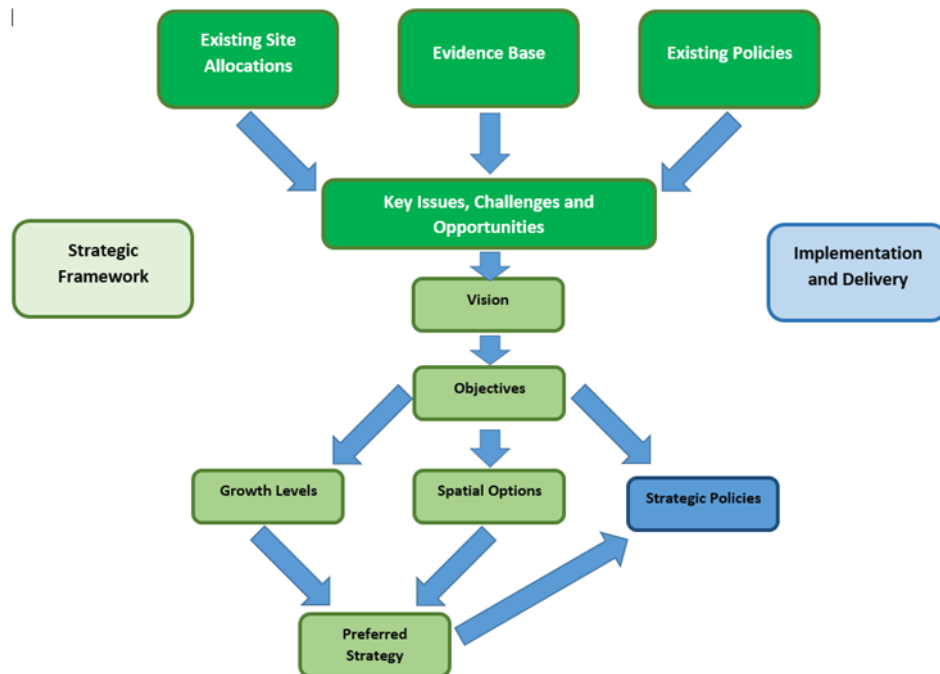 Existing Site
Allocations
Evidence Base
Existing Policies
Key Issues, Challenges and
Opportunities
Strategic
Framework
Implementation
and Delivery
Vision
Objectives
Growth Levels
Spatial Options
Strategic Policies
Preferred
Strategy